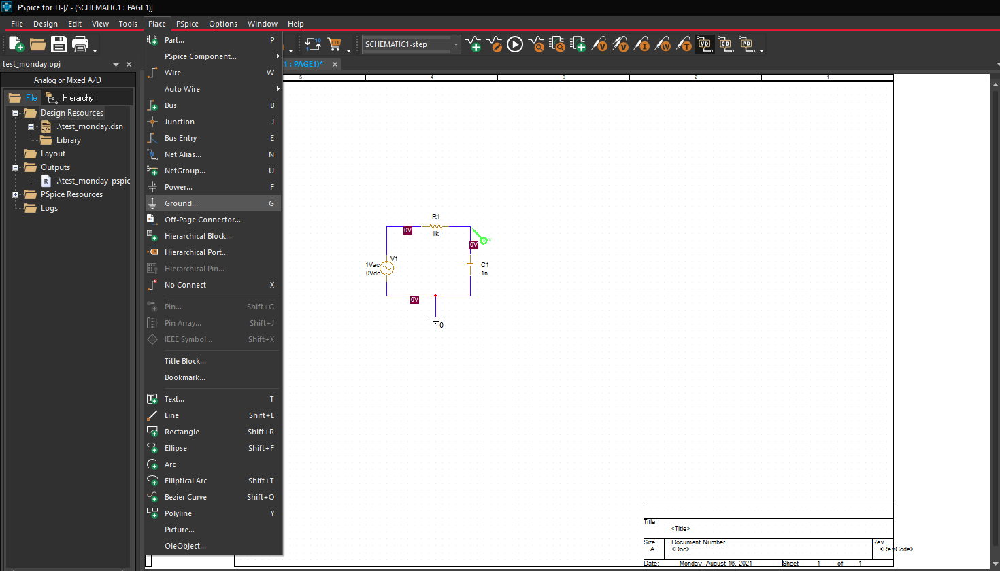 PSpice for TI-[/ - (SCHEMATIC1 : PAGE1)]
File Design Edit View Tools Place PSpice Options Window Help
SCHEMATIC1-step
test_monday.opj
1 : PAGE1)*
Analog or Mixed A/D
File Hierarchy
Design Resources
.\test_monday.dsn
Library
Layout
Outputs
.\test_monday-pspic
PSpice Resources
Logs
Part... P
PSpice Component...
Wire W
Auto Wire
Bus B
Junction J
Bus Entry E
Net Alias... N
NetGroup... U
Power... F
Ground... G
Off-Page Connector...
Hierarchical Block...
Hierarchical Port...
Hierarchical Pin...
No Connect X
Pin... Shift+G
Pin Array... Shift+J
IEEE Symbol... Shift+X
Title Block...
Bookmark...
Text... T
Line Shift+L
Rectangle Shift+R
Ellipse Shift+F
Arc
Elliptical Arc Shift+T
Bezier Curve Shift+Q
Polyline Y
Picture...
OleObject...
5 4 3 2 1
R1
0V
1k
0V
V1
1Vac
0Vdc
C1
1n
0V
0
Title
<Title>
Size Document Number Rev
A <Doc> <RevCode>
Date: Monday, August 16, 2021 Sheet 1 of 1